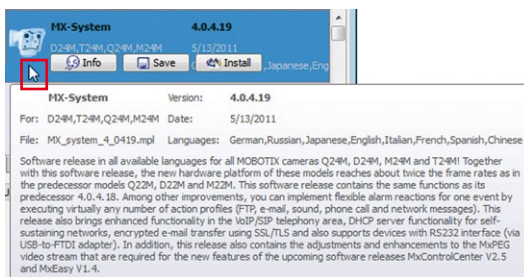 MX-System 4.0.4.19
D24M,T24M,Q24M,M24M 5/13/2011
Info Save Install ,Japanese,Eng
MX-System Version: 4.0.4.19
For: D24M,T24M,Q24M,M24M Date: 5/13/2011
File: MX_system_4_0419.mpl Languages: German,Russian,Japanese,English,Italian,French,Spanish,Chinese
Software release in all available languages for all MOBOTIX cameras Q24M, D24M, M24M and T24M! Together
with this software release, the new hardware platform of these models reaches about twice the frame rates as in
the predecessor models Q22M, D22M and M22M. This software release contains the same functions as its
predecessor 4.0.4.18. Among other improvements, you can implement flexible alarm reactions for one event by
executing virtually any number of action profiles (FTP, e-mail, sound, phone call and network messages). This
release also brings enhanced functionality in the VoIP/SIP telephony area, DHCP server functionality for self-
sustaining networks, encrypted e-mail transfer using SSL/TLS and also supports devices with RS232 interface (via
USB-to-FTDI adapter). In addition, this release also contains the adjustments and enhancements to the MxPEG
video stream that are required for the new features of the upcoming software releases MxControlCenter V2.5
and MxEasy V1.4.